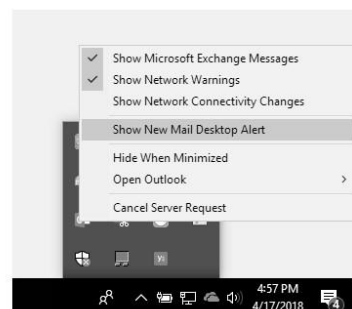 Show Microsoft Exchange Messages
Show Network Warnings
Show Network Connectivity Changes
Show New Mail Desktop Alert
Hide When Minimized
Open Outlook
Cancel Server Request
4:57 PM
4/17/2018
4